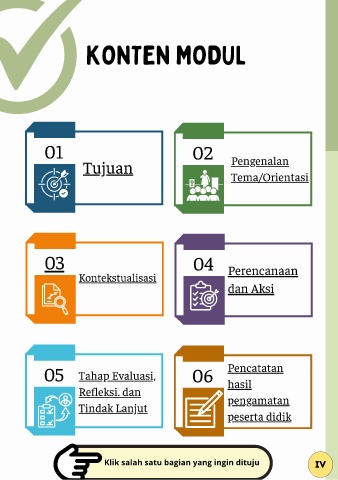 KONTEN MODUL
01
Tujuan
02
Pengenalan
Tema/Orientasi
03
Kontekstualisasi
04
Perencanaan
dan Aksi
05
Tahap Evaluasi,
Refleksi. dan
Tindak Lanjut
06
Pencatatan
hasil
pengamatan
peserta didik
Klik salah satu bagian yang ingin dituju
IV